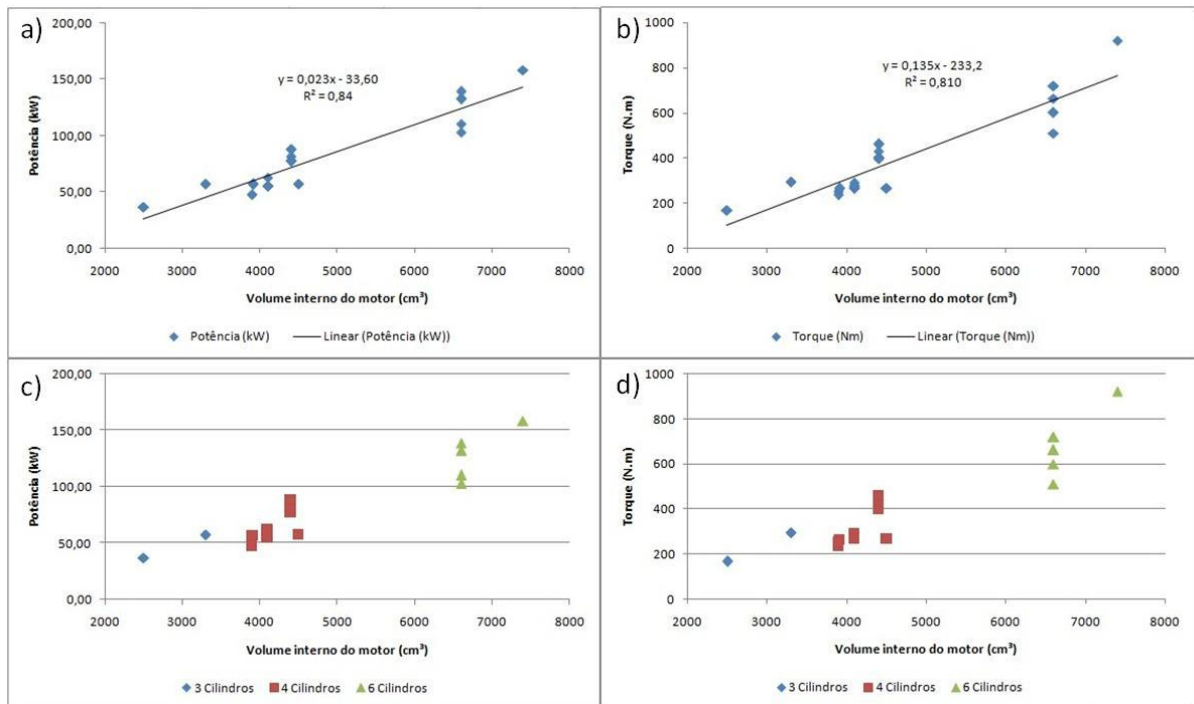 a)
200,00
150,00
100,00
50,00
0,00
Potência (kW)
y = 0,023x - 33,60
R² = 0,84
2000 3000 4000 5000 6000 7000 8000
Volume interno do motor (cm³)
Potência (kW) Linear (Potência (kW))
b)
1000
800
600
400
200
0
Torque (N.m)
y = 0,135x - 233,2
R² = 0,810
2000 3000 4000 5000 6000 7000 8000
Volume interno do motor (cm³)
Torque (Nm) Linear (Torque (Nm))
c)
200,00
150,00
100,00
50,00
0,00
Potência (kW)
2000 3000 4000 5000 6000 7000 8000
Volume interno do motor (cm³)
3 Cilindros 4 Cilindros 6 Cilindros
d)
1000
800
600
400
200
0
Torque (N.m)
2000 3000 4000 5000 6000 7000 8000
Volume interno do motor (cm³)
3 Cilindros 4 Cilindros 6 Cilindros